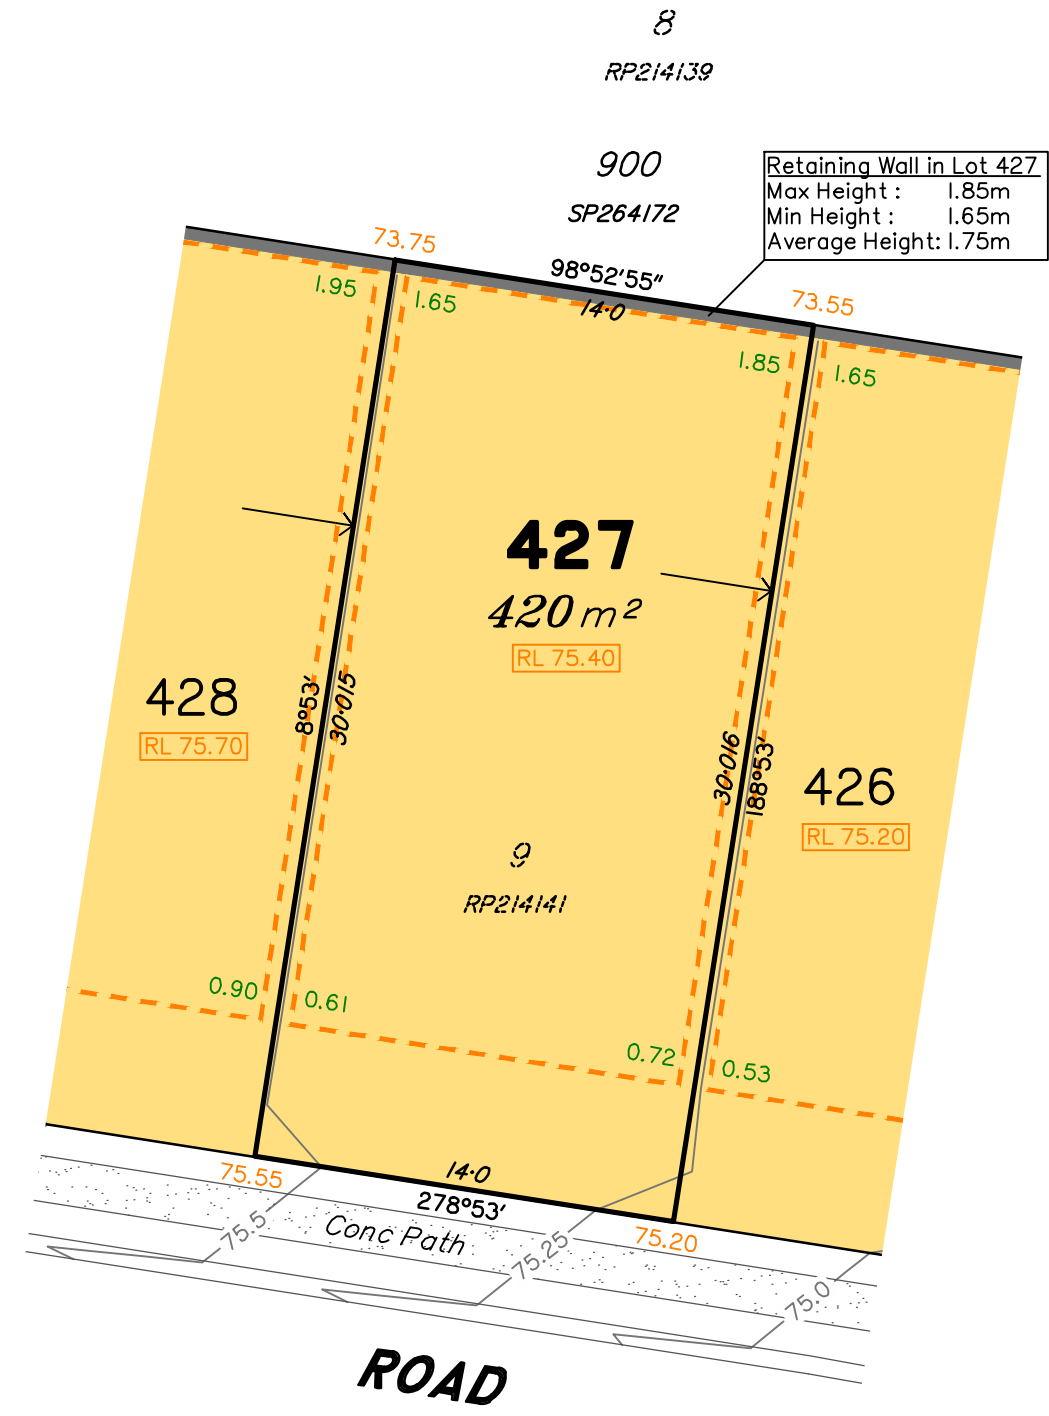 8
RP214139
900
SP264172
Retaining Wall in Lot 427
Max Height : 1.85m
Min Height : 1.65m
Average Height: 1.75m
73.75
98°52'55"
14·0
73.55
1.95
1.65
1.85
1.65
427
420 m²
RL 75.40
428
RL 75.70
8°53'
30·015
30·016
188°53'
426
RL 75.20
9
RP214141
0.90
0.61
0.72
0.53
75.55
14·0
278°53'
75.20
75.5
Conc Path
75.25
75.0
ROAD